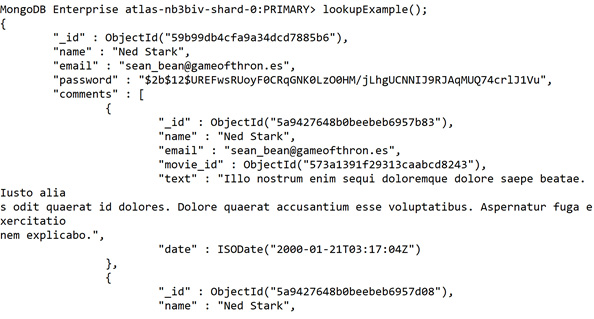 MongoDB Enterprise atlas-nb3biv-shard-0:PRIMARY> lookupExample();
{
        "_id" : ObjectId("59b99db4cfa9a34dcd7885b6"),
        "name" : "Ned Stark",
        "email" : "sean_bean@gameofthron.es",
        "password" : "$2b$12$UREFwsRUoyF0CRqGNK0LzO0HM/jLhgUCNNIJ9RJAqMUQ74crlJ1Vu",
        "comments" : [
                {
                        "_id" : ObjectId("5a9427648b0beebeb6957b83"),
                        "name" : "Ned Stark",
                        "email" : "sean_bean@gameofthron.es",
                        "movie_id" : ObjectId("573a1391f29313caabcd8243"),
                        "text" : "Illo nostrum enim sequi doloremque dolore saepe beatae.
Iusto alia
s odit quaerat id dolores. Dolore quaerat accusantium esse voluptatibus. Aspernatur fuga e
xercitatio
nem explicabo.",
                        "date" : ISODate("2000-01-21T03:17:04Z")
                },
                {
                        "_id" : ObjectId("5a9427648b0beebeb6957d08"),
                        "name" : "Ned Stark",